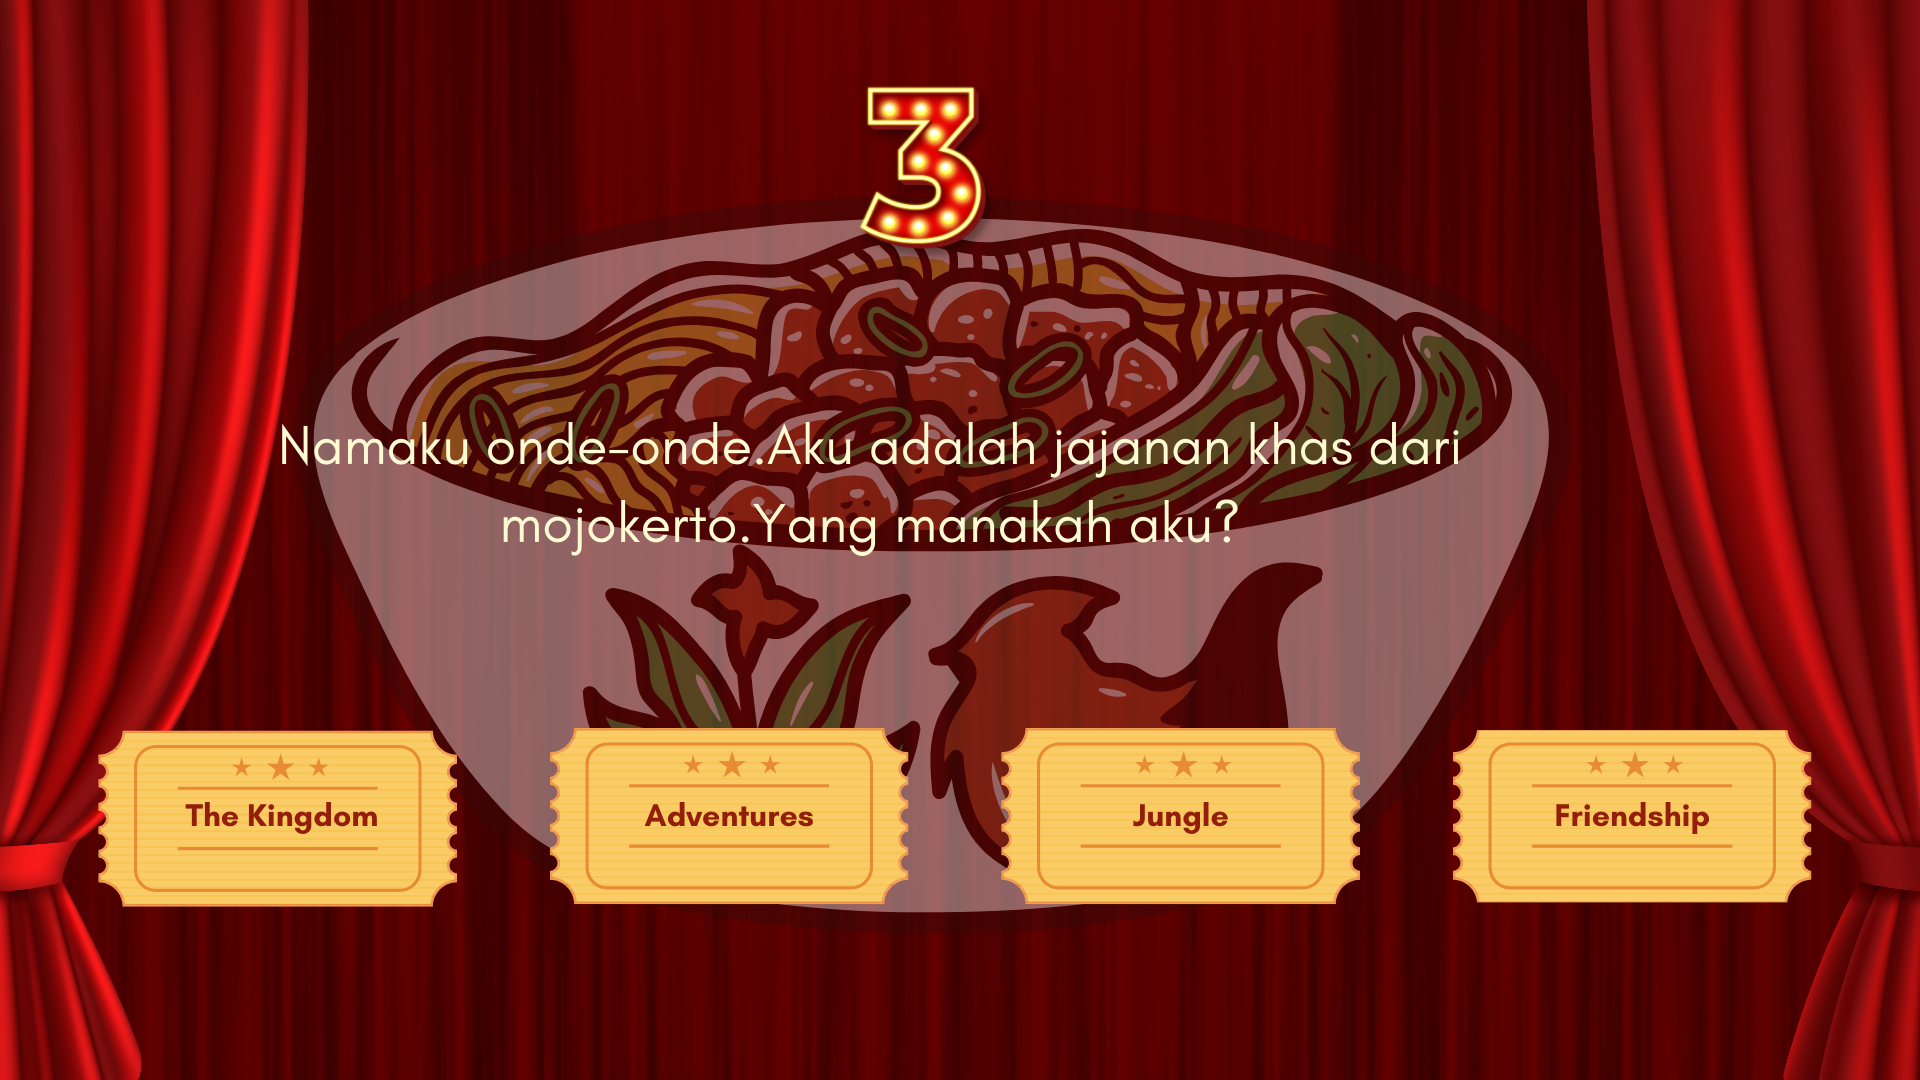 3
Namaku onde-onde.Aku adalah jajanan khas dari
mojokerto.Yang manakah aku?
The Kingdom
Adventures
Jungle
Friendship